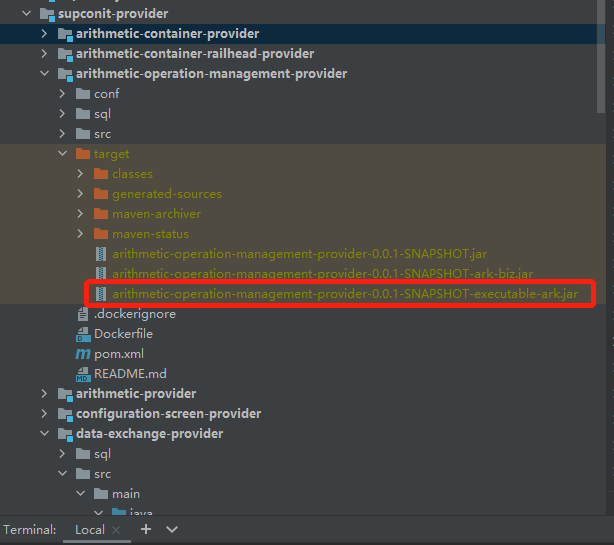 supconit-provider
arithmetic-container-provider
arithmetic-container-railhead-provider
arithmetic-operation-management-provider
conf
sql
src
target
classes
generated-sources
maven-archiver
maven-status
arithmetic-operation-management-provider-0.0.1-SNAPSHOT.jar
arithmetic-operation-management-provider-0.0.1-SNAPSHOT-ark-biz.jar
arithmetic-operation-management-provider-0.0.1-SNAPSHOT-executable-ark.jar
.dockerignore
Dockerfile
pom.xml
README.md
arithmetic-provider
configuration-screen-provider
data-exchange-provider
sql
src
main
java
Terminal: Local